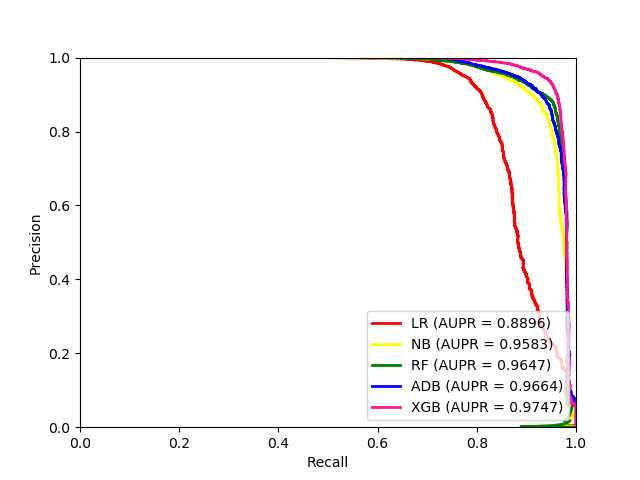 1.0
0.8
0.6
0.4
0.2
0.0
Precision
LR (AUPR = 0.8896)
NB (AUPR = 0.9583)
RF (AUPR = 0.9647)
ADB (AUPR = 0.9664)
XGB (AUPR = 0.9747)
0.0 0.2 0.4 0.6 0.8 1.0
Recall